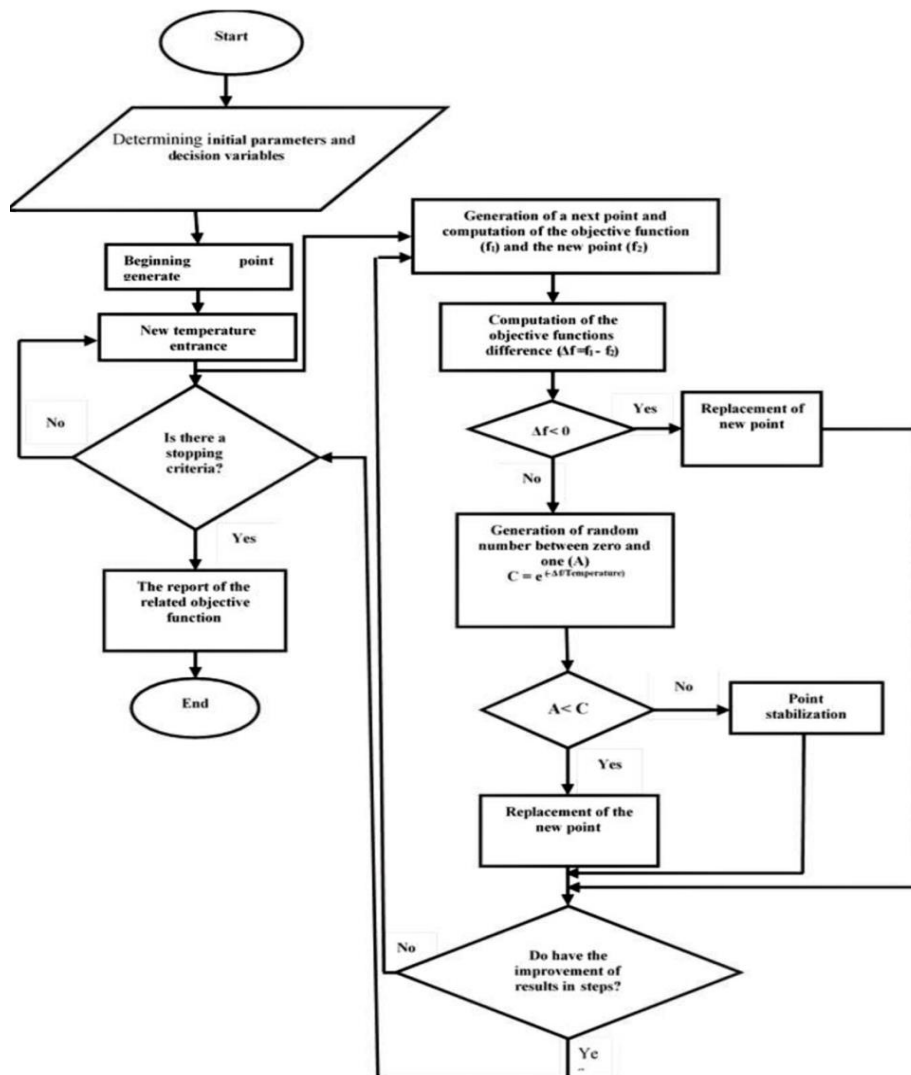 Start
Determining initial parameters and
decision variables
Beginning point
generate
New temperature
entrance
No
Is there a
stopping
criteria?
Yes
The report of the
related objective
function
End
Generation of a next point and
computation of the objective function
(f₁) and the new point (f₂)
Computation of the
objective functions
difference (Δf=f₁ - f₂)
Δf< 0
Yes
Replacement of
new point
No
Generation of random
number between zero and
one (A)
C = e^(-Δf/Temperature)
A< C
No
Point
stabilization
Yes
Replacement of the
new point
No
Do have the
improvement of
results in steps?
Ye